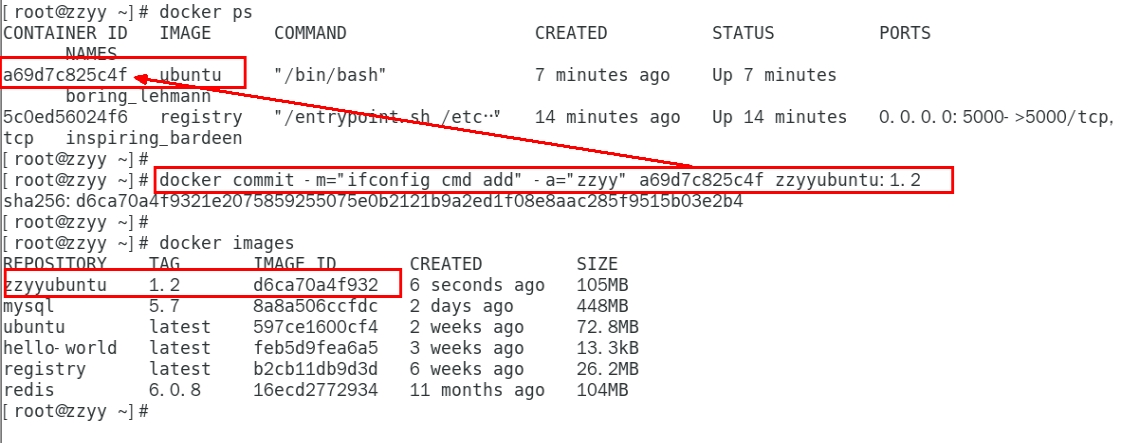 [root@zzyy ~]# docker ps
CONTAINER ID   IMAGE      COMMAND                  CREATED          STATUS          PORTS
      NAMES
a69d7c825c4f   ubuntu     "/bin/bash"              7 minutes ago    Up 7 minutes
      boring_lehmann
5c0ed56024f6   registry   "/entrypoint.sh /etc…"   14 minutes ago   Up 14 minutes   0.0.0.0:5000->5000/tcp,
tcp   inspiring_bardeen
[root@zzyy ~]#
[root@zzyy ~]# docker commit -m="ifconfig cmd add" -a="zzyy" a69d7c825c4f zzyyubuntu:1.2
sha256:d6ca70a4f9321e2075859255075e0b2121b9a2ed1f08e8aac285f9515b03e2b4
[root@zzyy ~]#
[root@zzyy ~]# docker images
REPOSITORY    TAG       IMAGE ID       CREATED         SIZE
zzyyubuntu    1.2       d6ca70a4f932   6 seconds ago   105MB
mysql         5.7       8a8a506ccfdc   2 days ago      448MB
ubuntu        latest    597ce1600cf4   2 weeks ago     72.8MB
hello-world   latest    feb5d9fea6a5   3 weeks ago     13.3kB
registry      latest    b2cb11db9d3d   6 weeks ago     26.2MB
redis         6.0.8     16ecd2772934   11 months ago   104MB
[root@zzyy ~]#